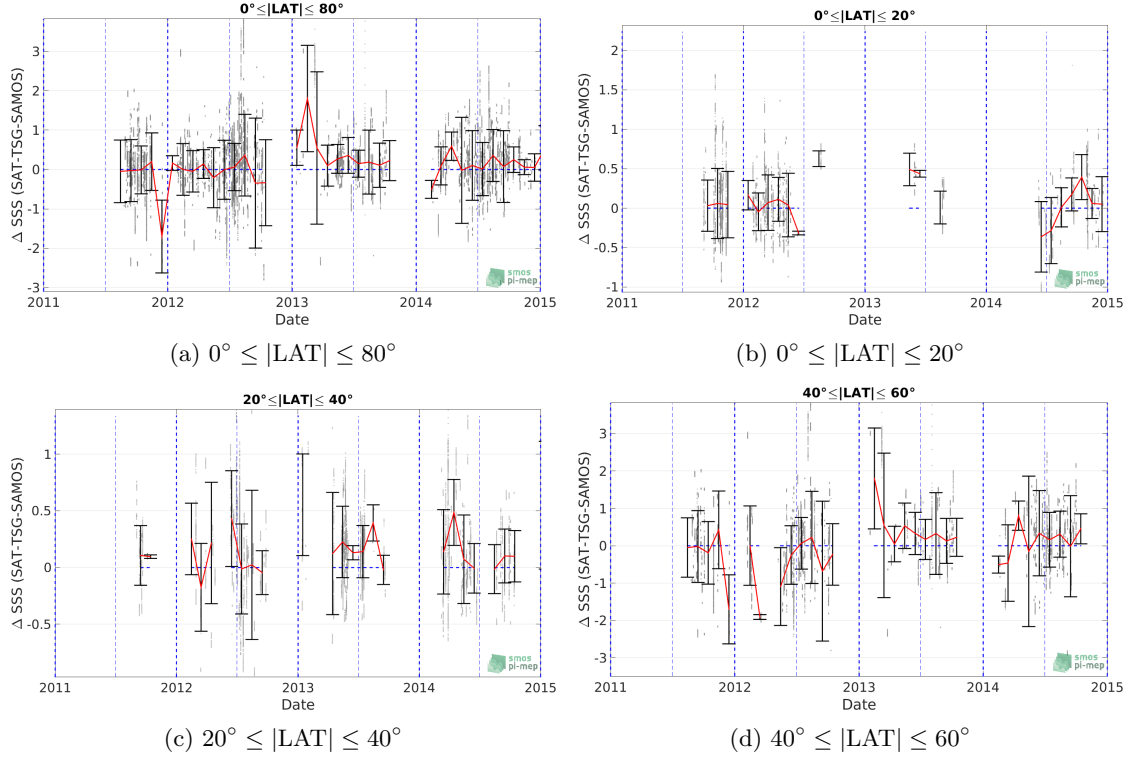 0°≤|LAT|≤ 80°
Δ SSS (SAT-TSG-SAMOS)
3
2
1
0
-1
-2
-3
2011 2012 2013 2014 2015
Date
smos
pi-mep
(a) 0° ≤ |LAT| ≤ 80°
0°≤|LAT|≤ 20°
Δ SSS (SAT-TSG-SAMOS)
2
1.5
1
0.5
0
-0.5
-1
2011 2012 2013 2014 2015
Date
smos
pi-mep
(b) 0° ≤ |LAT| ≤ 20°
20°≤|LAT|≤ 40°
Δ SSS (SAT-TSG-SAMOS)
1
0.5
0
-0.5
2011 2012 2013 2014 2015
Date
smos
pi-mep
(c) 20° ≤ |LAT| ≤ 40°
40°≤|LAT|≤ 60°
Δ SSS (SAT-TSG-SAMOS)
3
2
1
0
-1
-2
-3
2011 2012 2013 2014 2015
Date
smos
pi-mep
(d) 40° ≤ |LAT| ≤ 60°